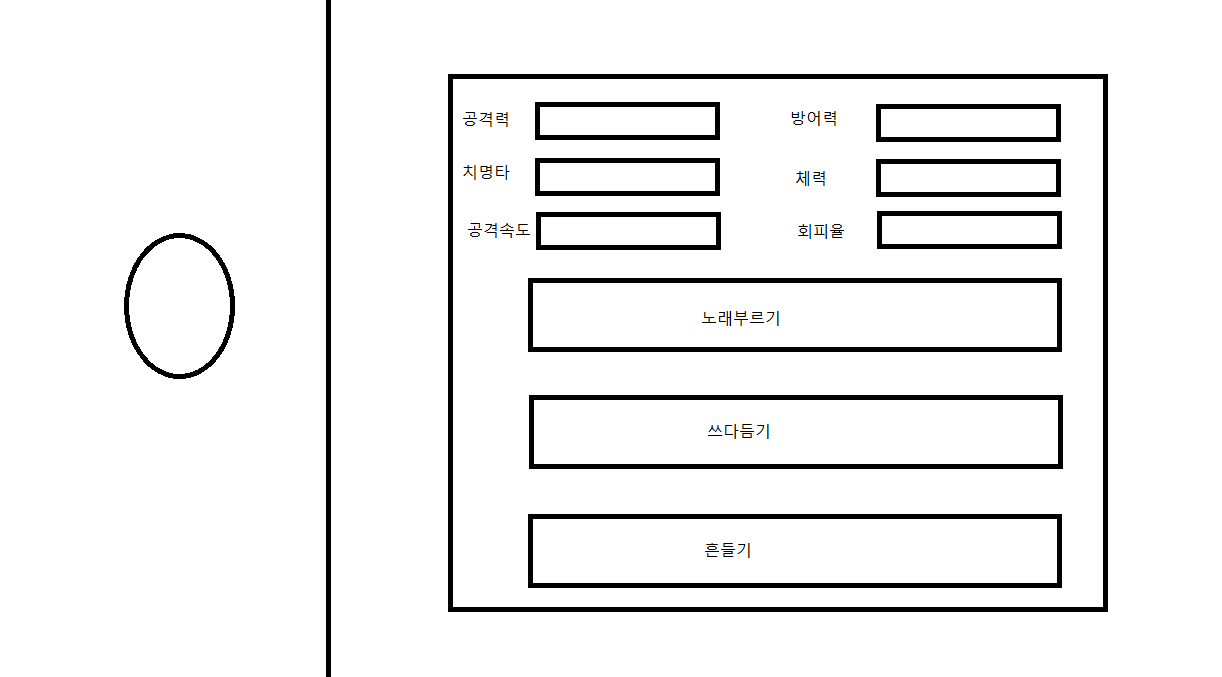 공격력 방어력
치명타 체력
공격속도 회피율
노래부르기
쓰다듬기
흔들기